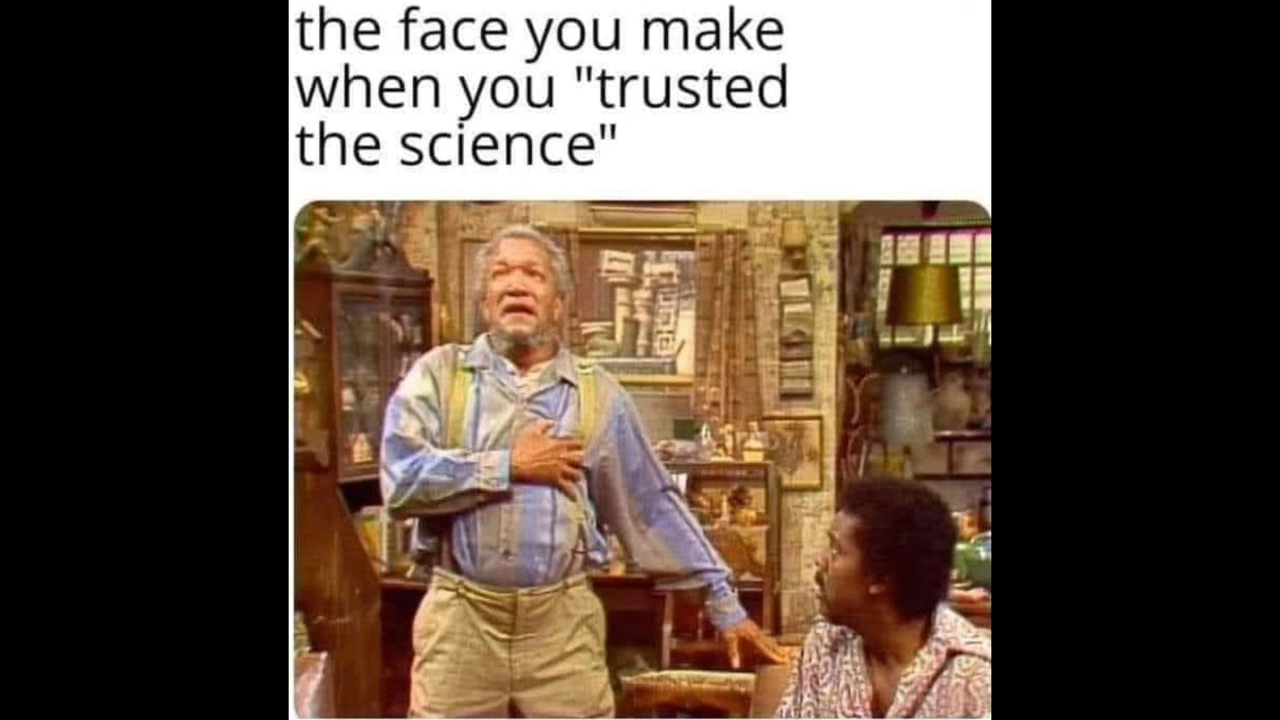 the face you make
when you "trusted
the science"